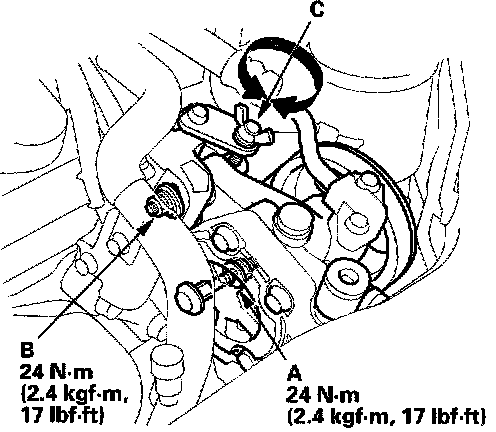 C
B
24 N·m
(2.4 kgf·m,
17 lbf·ft)
A
24 N·m
(2.4 kgf·m, 17 lbf·ft)